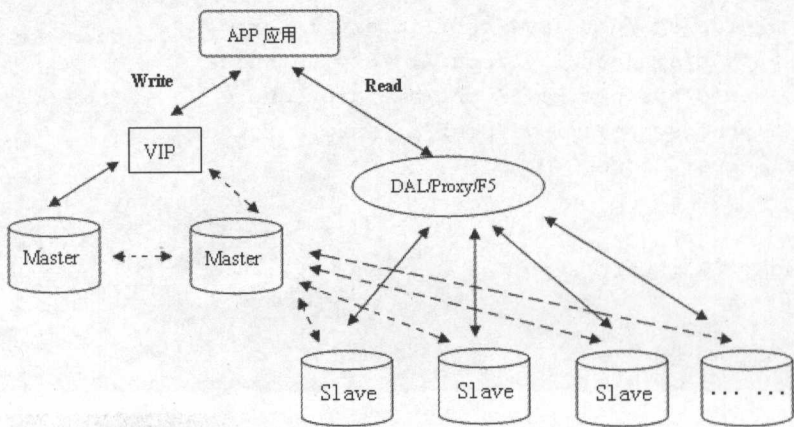 APP 应用
Write
Read
VIP
DAL/Proxy/F5
Master
Master
Slave
Slave
Slave
... ...